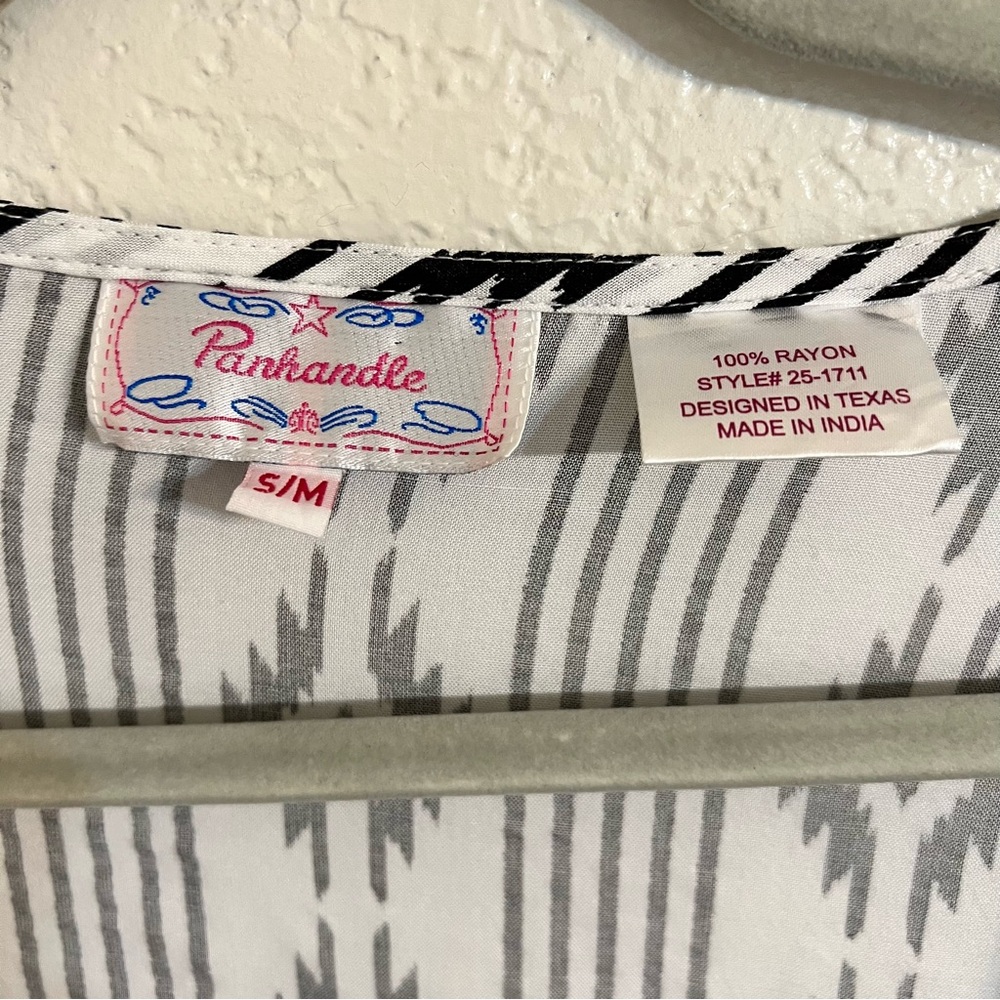 Panhandle
S/M
100% RAYON
STYLE# 25-1711
DESIGNED IN TEXAS
MADE IN INDIA